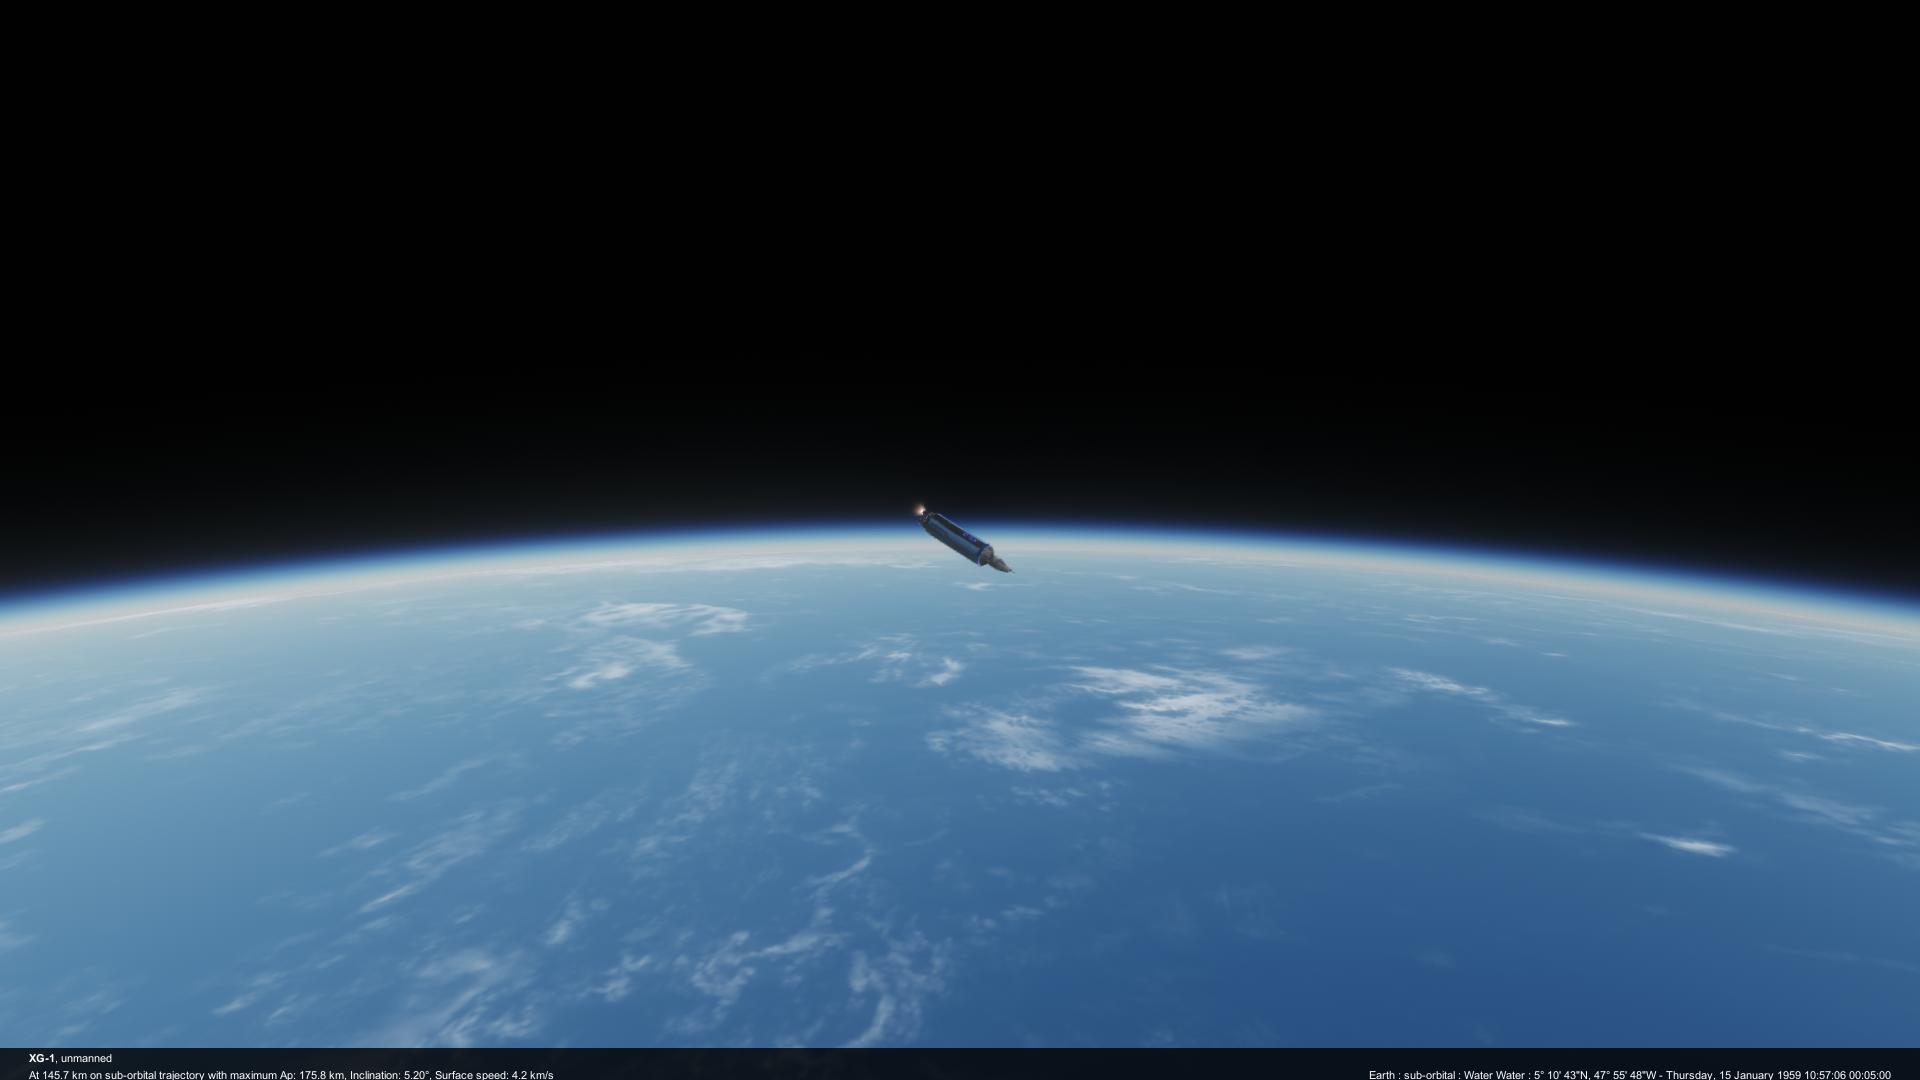 XG-1, unmanned
At 145.7 km on sub-orbital trajectory with maximum Ap: 175.8 km, Inclination: 5.20°, Surface speed: 4.2 km/s
Earth : sub-orbital : Water Water : 5° 10' 43"N, 47° 55' 48"W - Thursday, 15 January 1959 10:57:06 00:05:00